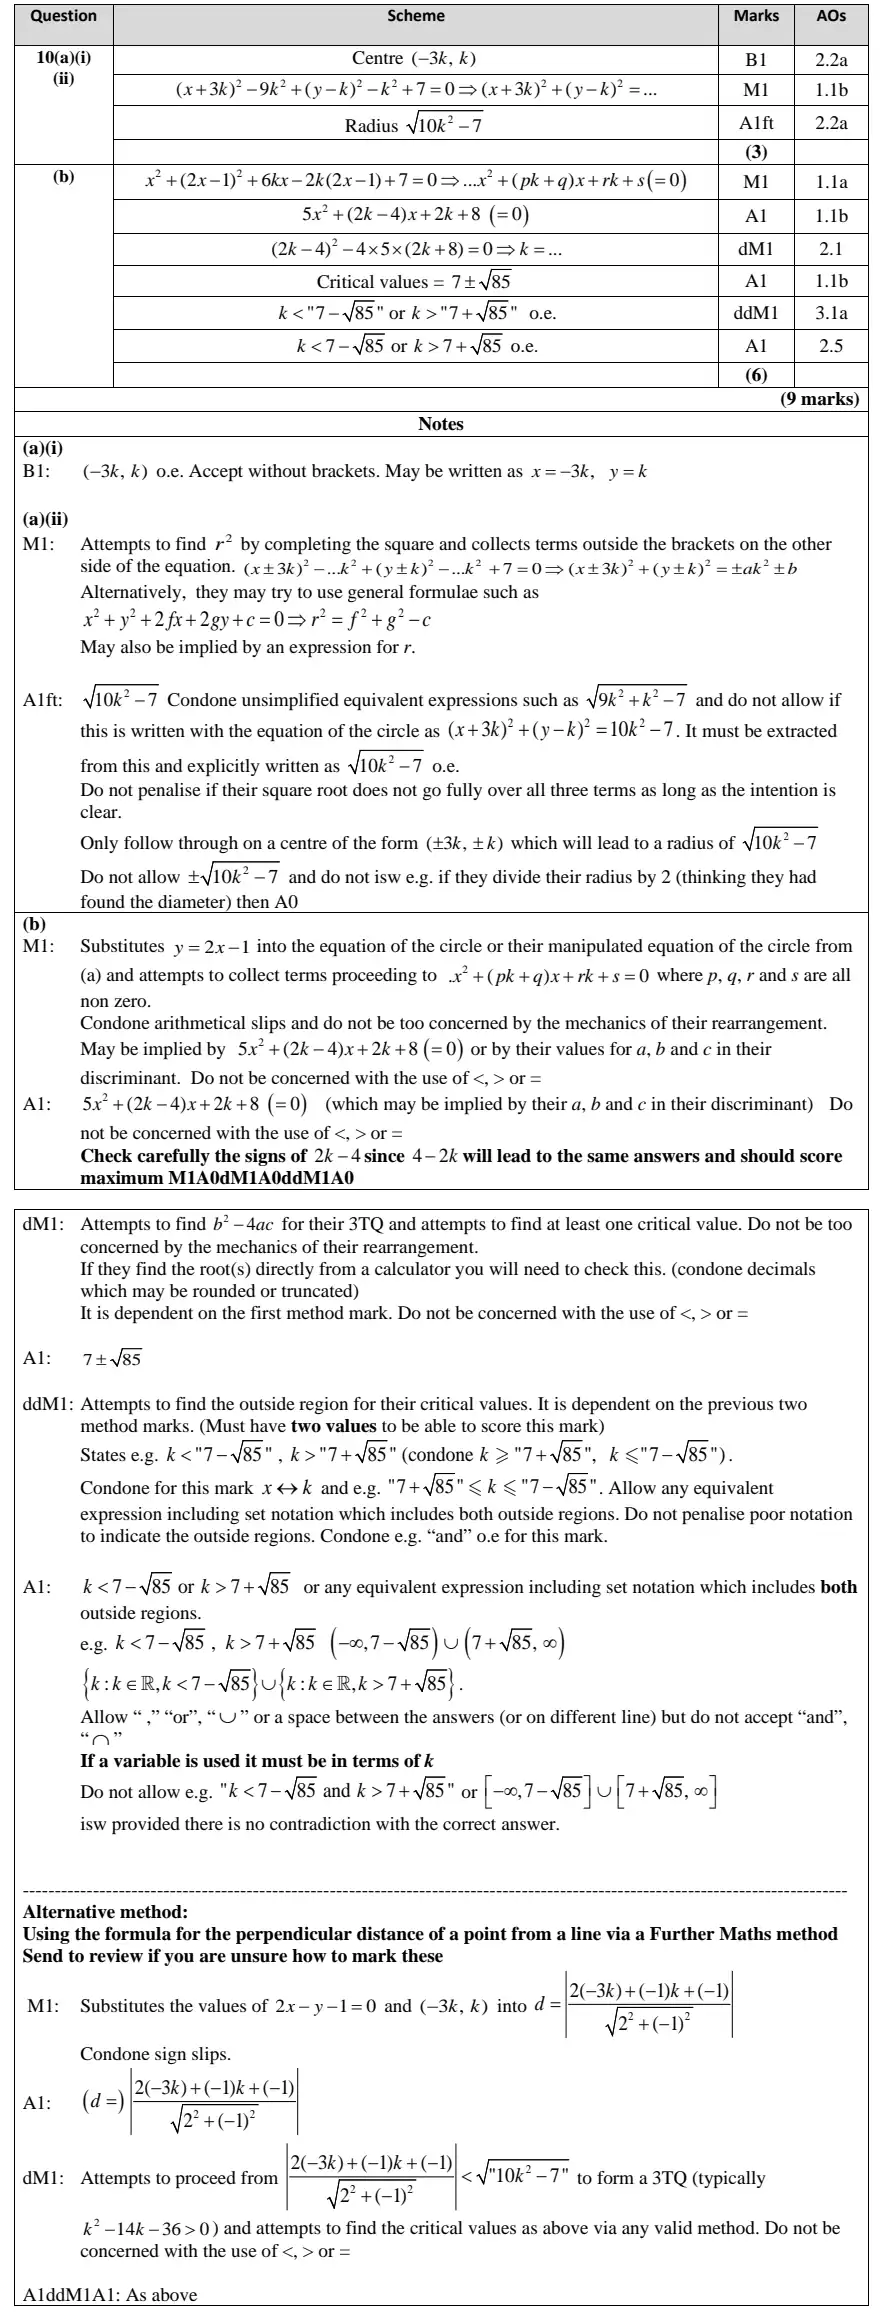 Question Scheme Marks AOs
10(a)(i) Centre (−3k, k) B1 2.2a
(ii) (x+3k)² −9k² +(y−k)² −k² +7=0 ⇒ (x+3k)² +(y−k)² =... M1 1.1b
Radius √(10k² −7) A1ft 2.2a
(3)
(b) x² +(2x−1)² +6kx−2k(2x−1)+7=0 ⇒ ...x² +(pk+q)x+rk+s(=0) M1 1.1a
5x² +(2k−4)x+2k+8 (=0) A1 1.1b
(2k−4)² −4×5×(2k+8)=0 ⇒ k=... dM1 2.1
Critical values = 7±√85 A1 1.1b
k<"7−√85" or k>"7+√85" o.e. ddM1 3.1a
k<7−√85 or k>7+√85 o.e. A1 2.5
(6)
(9 marks)
Notes
(a)(i)
B1: (−3k, k) o.e. Accept without brackets. May be written as x=−3k, y=k
(a)(ii)
M1: Attempts to find r² by completing the square and collects terms outside the brackets on the other
side of the equation. (x±3k)² −...k² +(y±k)² −...k² +7=0 ⇒ (x±3k)² +(y±k)² =±ak² ±b
Alternatively, they may try to use general formulae such as
x² +y² +2fx+2gy+c=0 ⇒ r² =f² +g² −c
May also be implied by an expression for r.
A1ft: √(10k² −7) Condone unsimplified equivalent expressions such as √(9k² +k² −7) and do not allow if
this is written with the equation of the circle as (x+3k)² +(y−k)² =10k² −7. It must be extracted
from this and explicitly written as √(10k² −7) o.e.
Do not penalise if their square root does not go fully over all three terms as long as the intention is
clear.
Only follow through on a centre of the form (±3k, ±k) which will lead to a radius of √(10k² −7)
Do not allow ±√(10k² −7) and do not isw e.g. if they divide their radius by 2 (thinking they had
found the diameter) then A0
(b)
M1: Substitutes y=2x−1 into the equation of the circle or their manipulated equation of the circle from
(a) and attempts to collect terms proceeding to .x² +(pk+q)x+rk+s=0 where p, q, r and s are all
non zero.
Condone arithmetical slips and do not be too concerned by the mechanics of their rearrangement.
May be implied by 5x² +(2k−4)x+2k+8 (=0) or by their values for a, b and c in their
discriminant. Do not be concerned with the use of <, > or =
A1: 5x² +(2k−4)x+2k+8 (=0) (which may be implied by their a, b and c in their discriminant) Do
not be concerned with the use of <, > or =
Check carefully the signs of 2k−4 since 4−2k will lead to the same answers and should score
maximum M1A0dM1A0ddM1A0
dM1: Attempts to find b² −4ac for their 3TQ and attempts to find at least one critical value. Do not be too
concerned by the mechanics of their rearrangement.
If they find the root(s) directly from a calculator you will need to check this. (condone decimals
which may be rounded or truncated)
It is dependent on the first method mark. Do not be concerned with the use of <, > or =
A1: 7±√85
ddM1: Attempts to find the outside region for their critical values. It is dependent on the previous two
method marks. (Must have two values to be able to score this mark)
States e.g. k<"7−√85", k>"7+√85" (condone k⩾"7+√85", k⩽"7−√85").
Condone for this mark x↔k and e.g. "7+√85"⩽k⩽"7−√85". Allow any equivalent
expression including set notation which includes both outside regions. Do not penalise poor notation
to indicate the outside regions. Condone e.g. “and” o.e for this mark.
A1: k<7−√85 or k>7+√85 or any equivalent expression including set notation which includes both
outside regions.
e.g. k<7−√85, k>7+√85 (−∞,7−√85)∪(7+√85, ∞)
{k:k∈ℝ,k<7−√85}∪{k:k∈ℝ,k>7+√85}.
Allow “ ,” “or”, “∪” or a space between the answers (or on different line) but do not accept “and”,
“∩”
If a variable is used it must be in terms of k
Do not allow e.g. "k<7−√85 and k>7+√85" or [−∞,7−√85]∪[7+√85, ∞]
isw provided there is no contradiction with the correct answer.
-----------------------------------------------------------------------------------------------------------------------------------
Alternative method:
Using the formula for the perpendicular distance of a point from a line via a Further Maths method
Send to review if you are unsure how to mark these
M1: Substitutes the values of 2x−y−1=0 and (−3k, k) into d=|(2(−3k)+(−1)k+(−1))/√(2² +(−1)²)|
Condone sign slips.
A1: (d=)|(2(−3k)+(−1)k+(−1))/√(2² +(−1)²)|
dM1: Attempts to proceed from |(2(−3k)+(−1)k+(−1))/√(2² +(−1)²)|<√("10k² −7") to form a 3TQ (typically
k² −14k−36>0) and attempts to find the critical values as above via any valid method. Do not be
concerned with the use of <, > or =
A1ddM1A1: As above